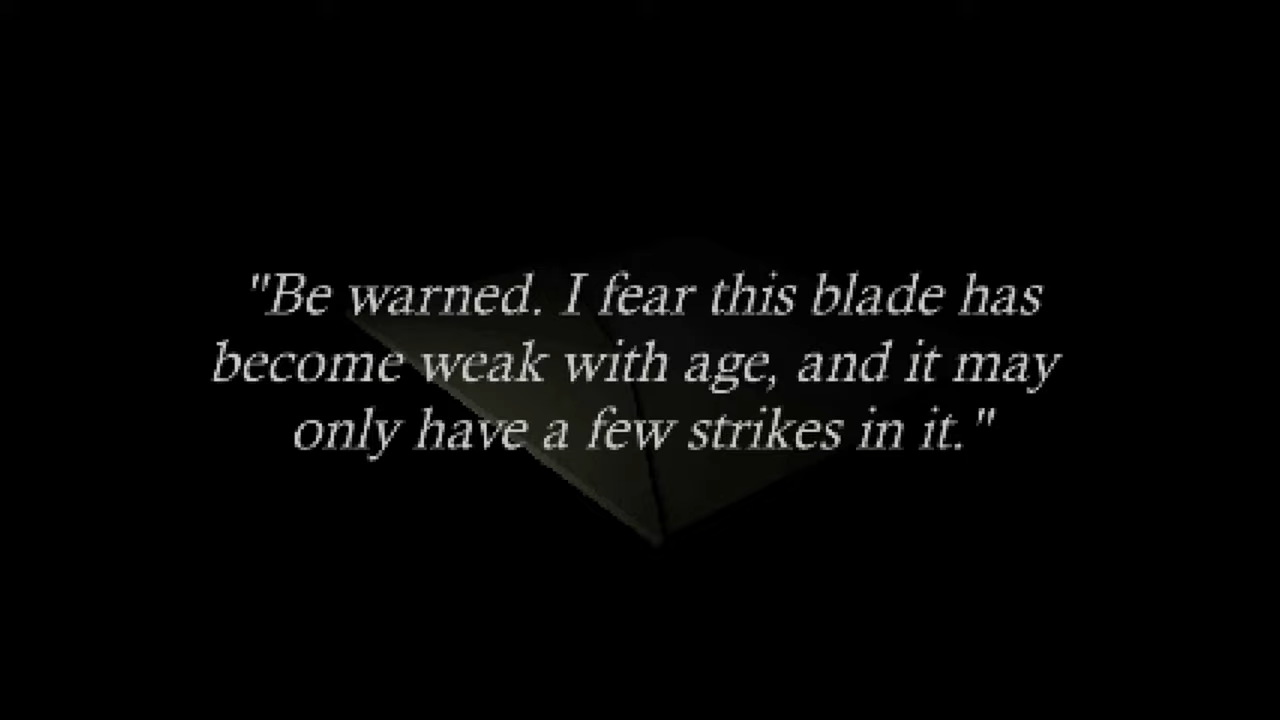 "Be warned. I fear this blade has
become weak with age, and it may
only have a few strikes in it."